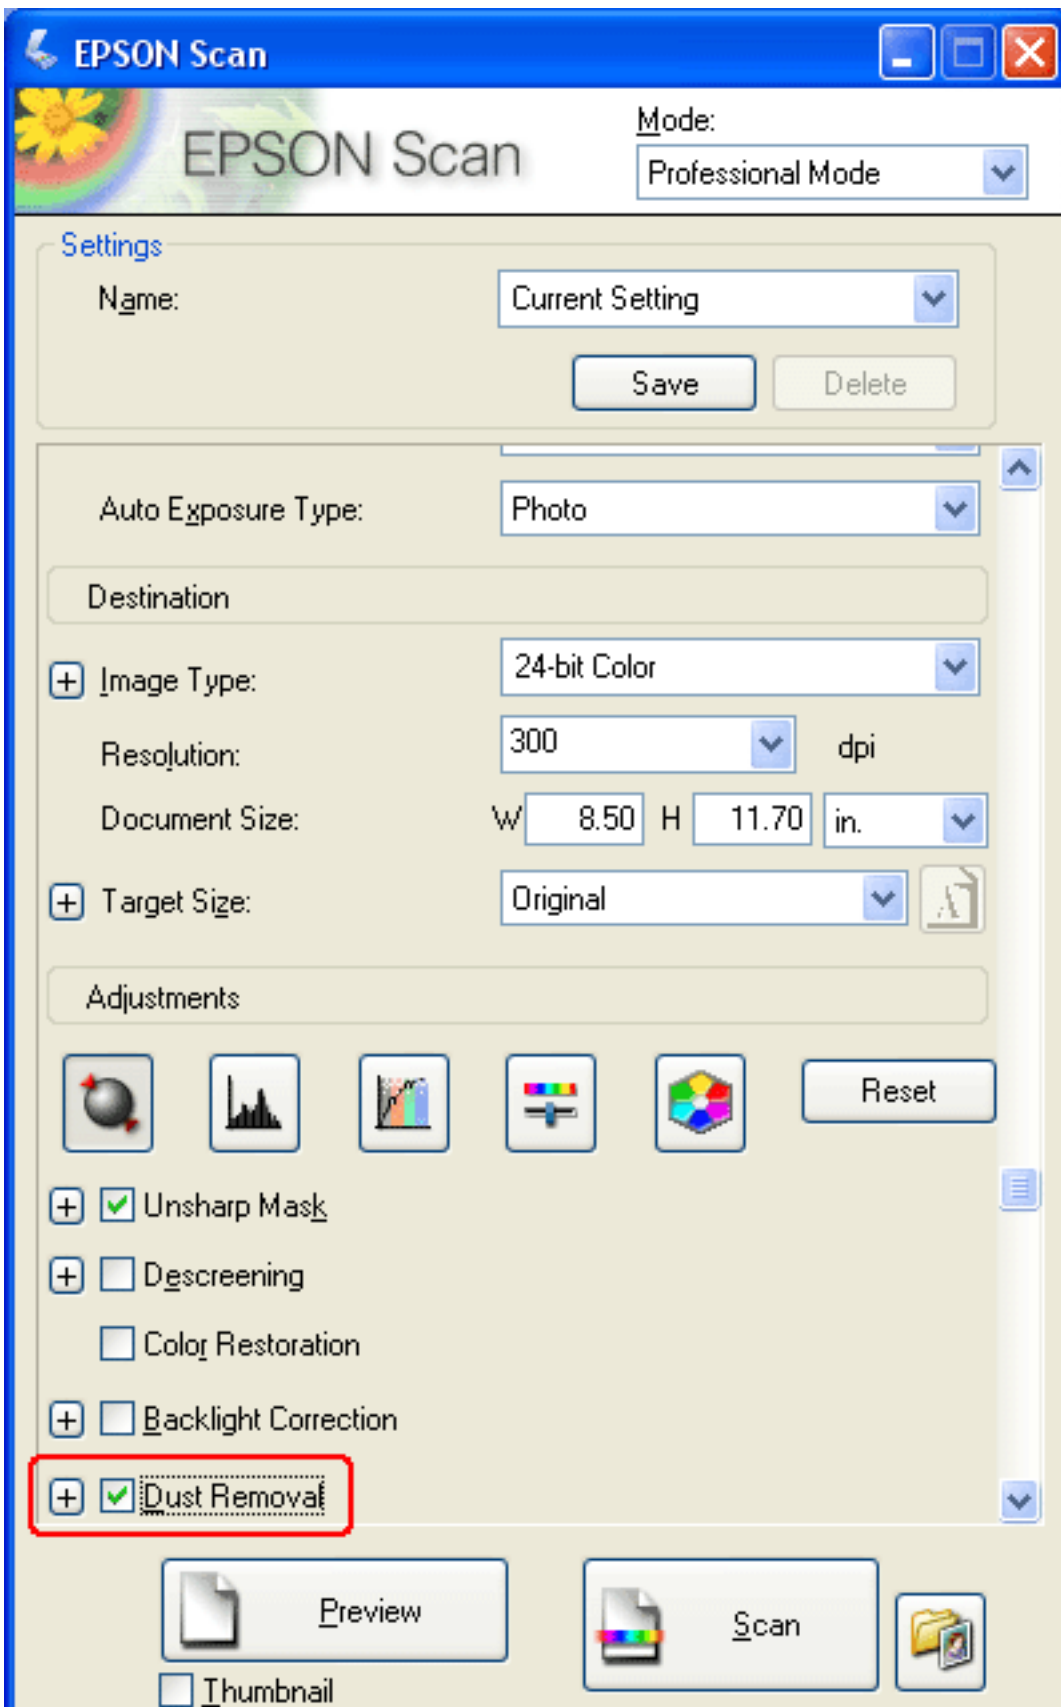 EPSON Scan
EPSON Scan
Mode:
Professional Mode
Settings
Name: Current Setting
Save Delete
Auto Exposure Type: Photo
Destination
Image Type: 24-bit Color
Resolution: 300 dpi
Document Size: W 8.50 H 11.70 in.
Target Size: Original
Adjustments
Reset
Unsharp Mask
Descreening
Color Restoration
Backlight Correction
Dust Removal
Preview Scan
Thumbnail